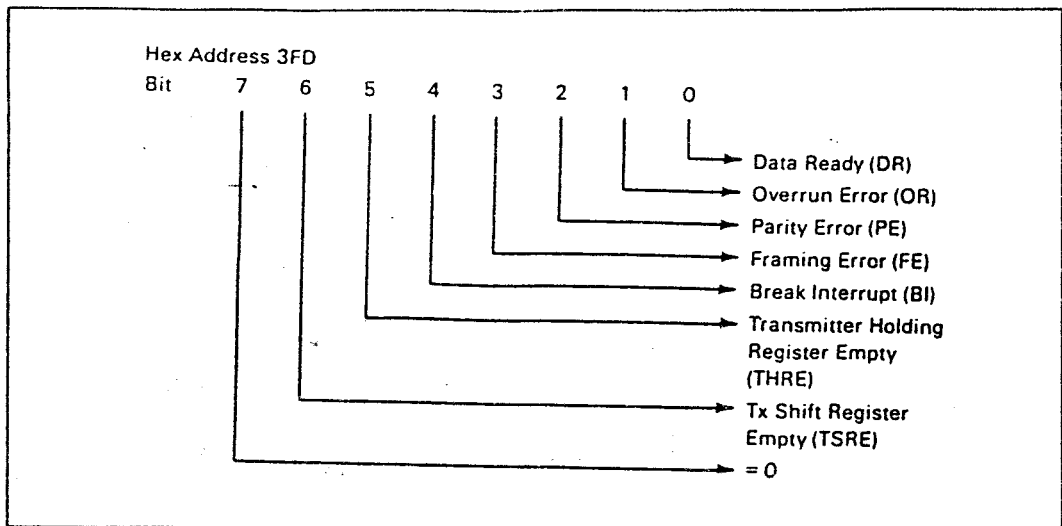 Hex Address 3FD
Bit 7 6 5 4 3 2 1 0
Data Ready (DR)
Overrun Error (OR)
Parity Error (PE)
Framing Error (FE)
Break Interrupt (BI)
Transmitter Holding
Register Empty
(THRE)
Tx Shift Register
Empty (TSRE)
= 0